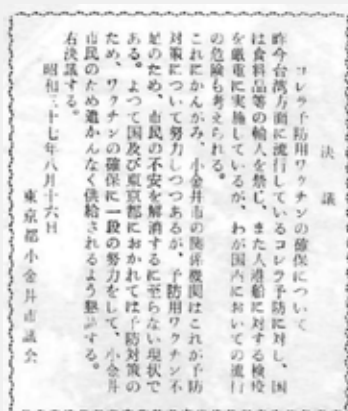 決議
コレラ予防用ワクチンの確保について
昨今台湾方面に流行しているコレラ予防に対し、国
は食料品等の輸入を禁じ、また入港船に対する検疫
を厳重に実施しているが、わが国内においての流行
の危険も考えられる。
これにかんがみ、小金井市の関係機関はこれが予防
対策について努力しつつあるが、予防用ワクチン不
足のため、市民の不安を解消するに至らない現状で
ある。よつて国及び東京都におかれては予防対策の
ため、ワクチンの確保に一段の努力をして、小金井
市民のため遺かんなく供給されるよう懇請する。
右決議する。
昭和三十七年八月十六日
東京都小金井市議会